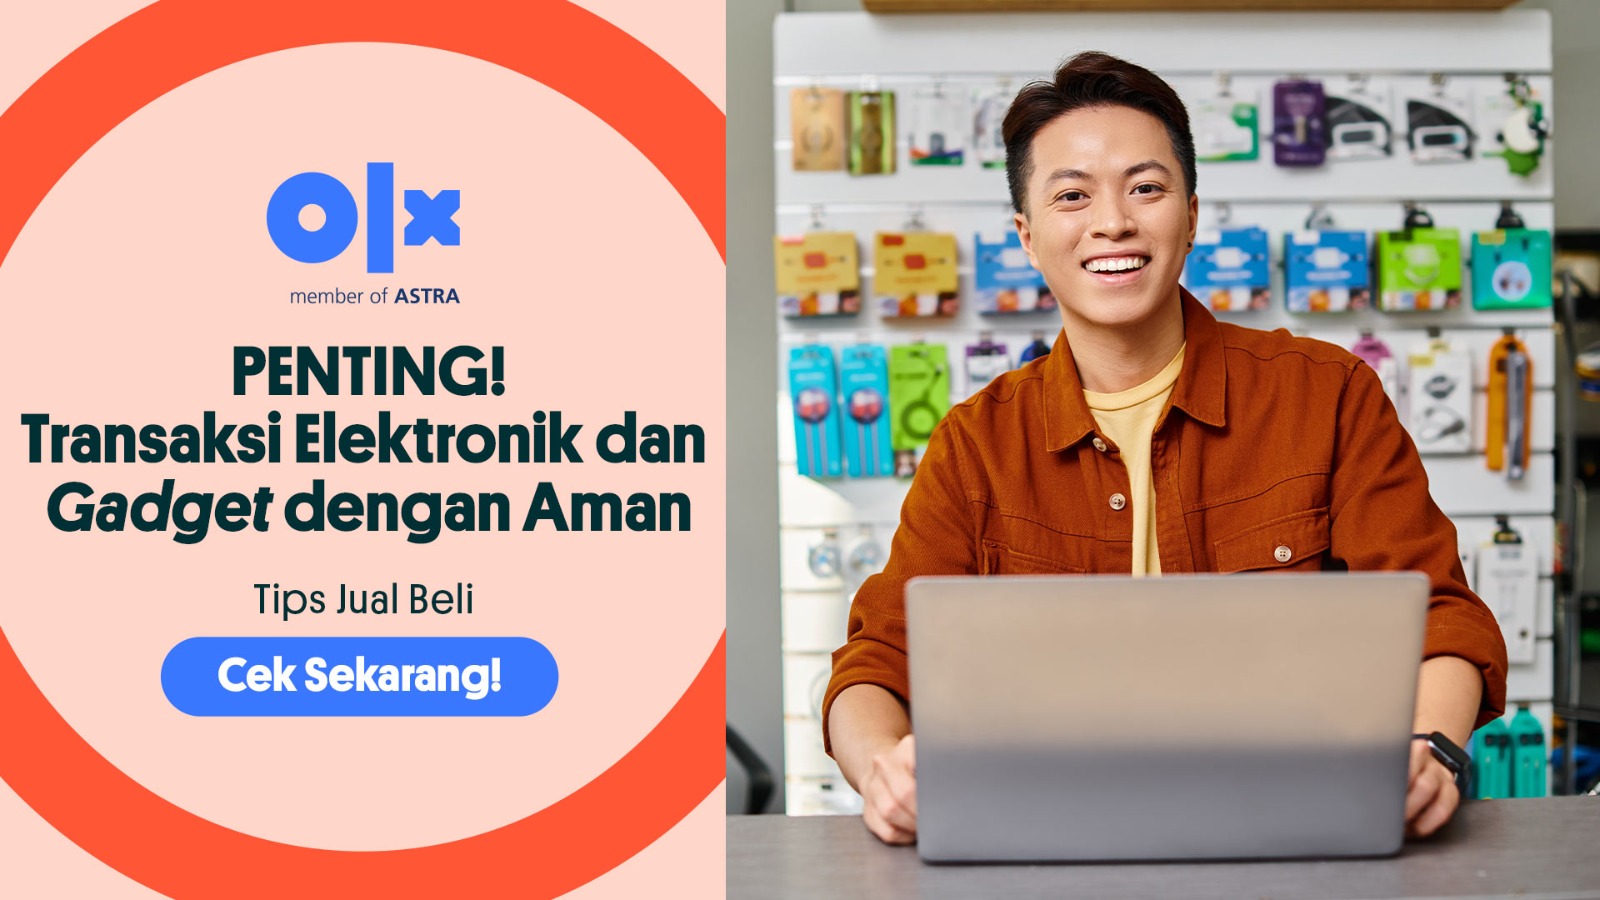 olx
member of ASTRA
PENTING!
Transaksi Elektronik dan
Gadget dengan Aman
Tips Jual Beli
Cek Sekarang!